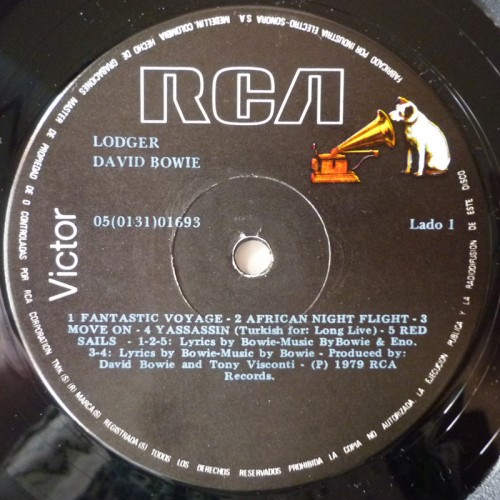 RCA
LODGER
DAVID BOWIE
05(0131)01693
Lado 1
Victor
1 FANTASTIC VOYAGE - 2 AFRICAN NIGHT FLIGHT - 3
MOVE ON - 4 YASSASSIN (Turkish for: Long Live) - 5 RED
SAILS - 1-2-5: Lyrics by Bowie-Music ByBowie & Eno.
3-4: Lyrics by Bowie-Music by Bowie - Produced by:
David Bowie and Tony Visconti - (P) 1979 RCA
Records.
FABRICADO POR INDUSTRIA ELECTRO-SONORA S A MEDELLIN, COLOMBIA HECHO DE GRABACIONES MASTER DE PROPIEDAD DE O CONTROLADAS POR RCA CORPORATION TMK(S) (R) MARCA(S) REGISTRADA(S) TODOS LOS DERECHOS RESERVADOS PROHIBIDA LA COPIA NO AUTORIZADA, LA EJECUCION PUBLICA Y LA RADIODIFUSION DE ESTE DISCO